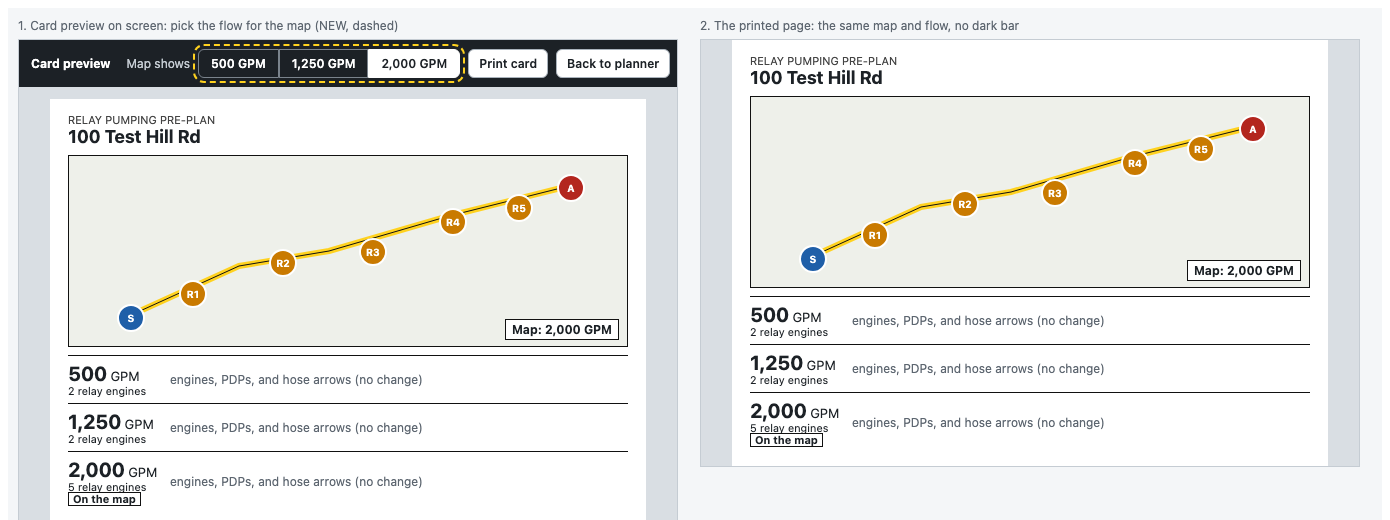 1. Card preview on screen: pick the flow for the map (NEW, dashed)
Card preview Map shows 500 GPM 1,250 GPM 2,000 GPM Print card Back to planner
RELAY PUMPING PRE-PLAN
100 Test Hill Rd
A
R5
R4
R3
R2
R1
S
Map: 2,000 GPM
500 GPM
2 relay engines
engines, PDPs, and hose arrows (no change)
1,250 GPM
2 relay engines
engines, PDPs, and hose arrows (no change)
2,000 GPM
5 relay engines
On the map
engines, PDPs, and hose arrows (no change)
2. The printed page: the same map and flow, no dark bar
RELAY PUMPING PRE-PLAN
100 Test Hill Rd
A
R5
R4
R3
R2
R1
S
Map: 2,000 GPM
500 GPM
2 relay engines
engines, PDPs, and hose arrows (no change)
1,250 GPM
2 relay engines
engines, PDPs, and hose arrows (no change)
2,000 GPM
5 relay engines
On the map
engines, PDPs, and hose arrows (no change)